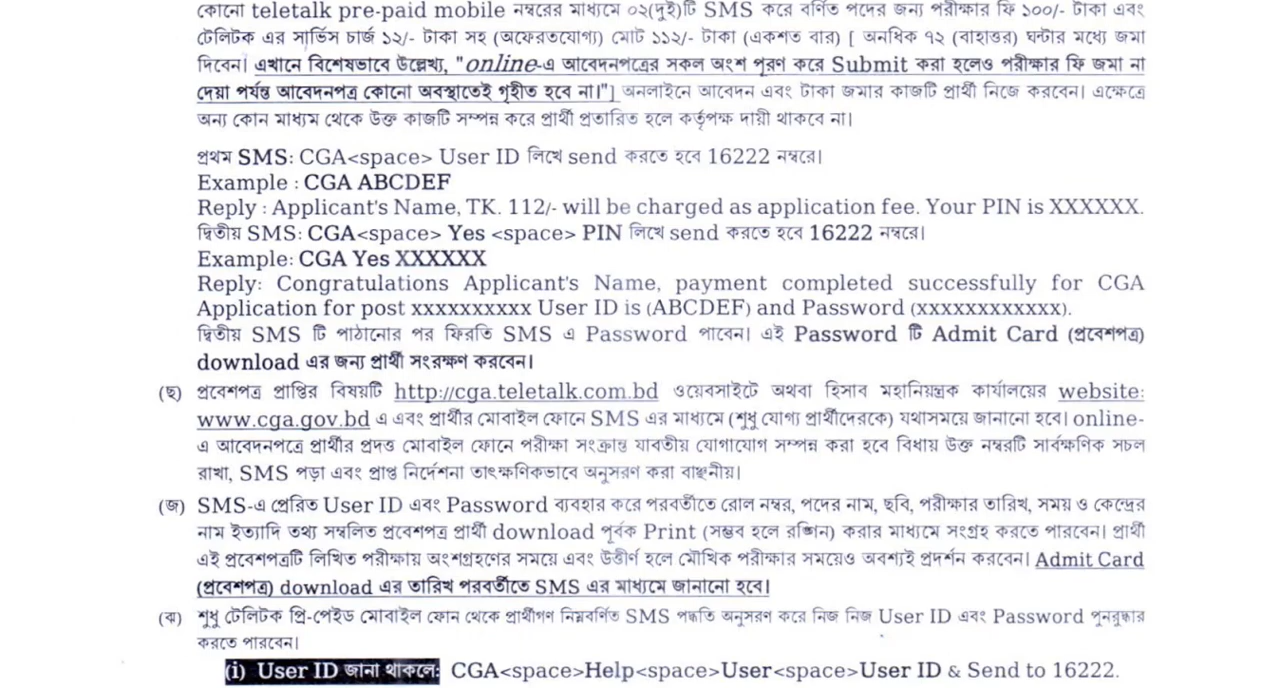 কোনো teletalk pre-paid mobile নম্বরের মাধ্যমে ০২(দুই)টি SMS করে বর্ণিত পদের জন্য পরীক্ষার ফি ১০০/- টাকা এবং
টেলিটক এর সার্ভিস চার্জ ১২/- টাকা সহ (অফেরতযোগ্য) মোট ১১২/- টাকা (একশত বার) [ অনধিক ৭২ (বাহাত্তর) ঘন্টার মধ্যে জমা
দিবেন। এখানে বিশেষভাবে উল্লেখ্য, "online-এ আবেদনপত্রের সকল অংশ পূরণ করে Submit করা হলেও পরীক্ষার ফি জমা না
দেয়া পর্যন্ত আবেদনপত্র কোনো অবস্থাতেই গৃহীত হবে না।"] অনলাইনে আবেদন এবং টাকা জমার কাজটি প্রার্থী নিজে করবেন। এক্ষেত্রে
অন্য কোন মাধ্যম থেকে উক্ত কাজটি সম্পন্ন করে প্রার্থী প্রতারিত হলে কর্তৃপক্ষ দায়ী থাকবে না।
প্রথম SMS: CGA<space> User ID লিখে send করতে হবে 16222 নম্বরে।
Example : CGA ABCDEF
Reply : Applicant's Name, TK. 112/- will be charged as application fee. Your PIN is XXXXXX.
দ্বিতীয় SMS: CGA<space> Yes <space> PIN লিখে send করতে হবে 16222 নম্বরে।
Example: CGA Yes XXXXXX
Reply: Congratulations Applicant's Name, payment completed successfully for CGA
Application for post xxxxxxxxxx User ID is (ABCDEF) and Password (xxxxxxxxxxxx).
দ্বিতীয় SMS টি পাঠানোর পর ফিরতি SMS এ Password পাবেন। এই Password টি Admit Card (প্রবেশপত্র)
download এর জন্য প্রার্থী সংরক্ষণ করবেন।
(ছ) প্রবেশপত্র প্রাপ্তির বিষয়টি http://cga.teletalk.com.bd ওয়েবসাইটে অথবা হিসাব মহানিয়ন্ত্রক কার্যালয়ের website:
www.cga.gov.bd এ এবং প্রার্থীর মোবাইল ফোনে SMS এর মাধ্যমে (শুধু যোগ্য প্রার্থীদেরকে) যথাসময়ে জানানো হবে। online-
এ আবেদনপত্রে প্রার্থীর প্রদত্ত মোবাইল ফোনে পরীক্ষা সংক্রান্ত যাবতীয় যোগাযোগ সম্পন্ন করা হবে বিধায় উক্ত নম্বরটি সার্বক্ষণিক সচল
রাখা, SMS পড়া এবং প্রাপ্ত নির্দেশনা তাৎক্ষণিকভাবে অনুসরণ করা বাঞ্ছনীয়।
(জ) SMS-এ প্রেরিত User ID এবং Password ব্যবহার করে পরবর্তীতে রোল নম্বর, পদের নাম, ছবি, পরীক্ষার তারিখ, সময় ও কেন্দ্রের
নাম ইত্যাদি তথ্য সম্বলিত প্রবেশপত্র প্রার্থী download পূর্বক Print (সম্ভব হলে রঙ্গিন) করার মাধ্যমে সংগ্রহ করতে পারবেন। প্রার্থী
এই প্রবেশপত্রটি লিখিত পরীক্ষায় অংশগ্রহণের সময়ে এবং উত্তীর্ণ হলে মৌখিক পরীক্ষার সময়েও অবশ্যই প্রদর্শন করবেন। Admit Card
(প্রবেশপত্র) download এর তারিখ পরবর্তীতে SMS এর মাধ্যমে জানানো হবে।
(ঝ) শুধু টেলিটক প্রি-পেইড মোবাইল ফোন থেকে প্রার্থীগণ নিম্নবর্ণিত SMS পদ্ধতি অনুসরণ করে নিজ নিজ User ID এবং Password পুনরুদ্ধার
করতে পারবেন।
(i) User ID জানা থাকলে: CGA<space>Help<space>User<space>User ID & Send to 16222.